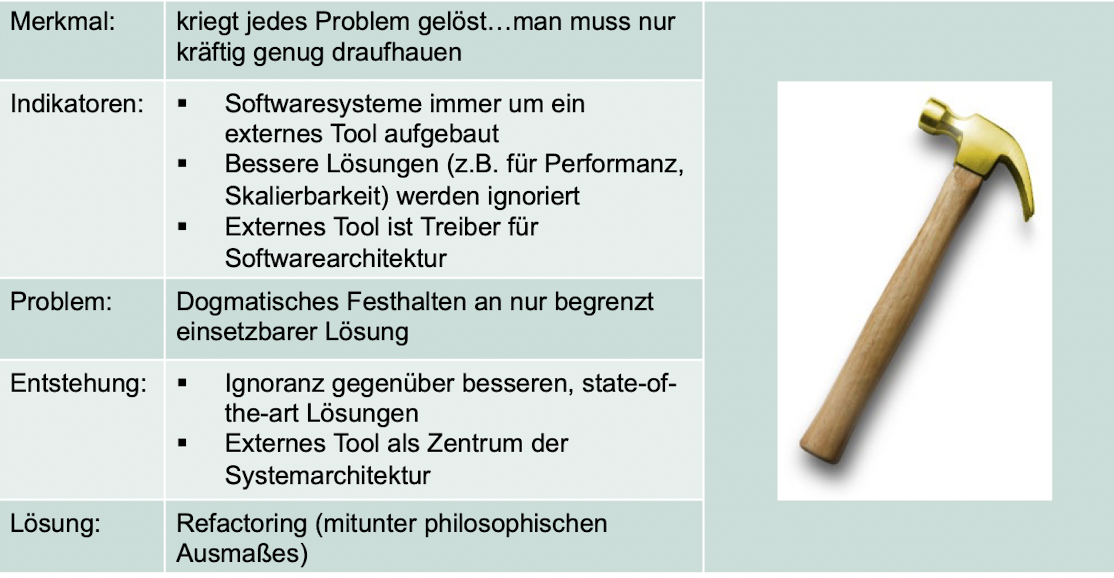 Merkmal:
kriegt jedes Problem gelöst…man muss nur
kräftig genug draufhauen
Indikatoren:
▪ Softwaresysteme immer um ein
externes Tool aufgebaut
▪ Bessere Lösungen (z.B. für Performanz,
Skalierbarkeit) werden ignoriert
▪ Externes Tool ist Treiber für
Softwarearchitektur
Problem:
Dogmatisches Festhalten an nur begrenzt
einsetzbarer Lösung
Entstehung:
▪ Ignoranz gegenüber besseren, state-of-
the-art Lösungen
▪ Externes Tool als Zentrum der
Systemarchitektur
Lösung:
Refactoring (mitunter philosophischen
Ausmaßes)